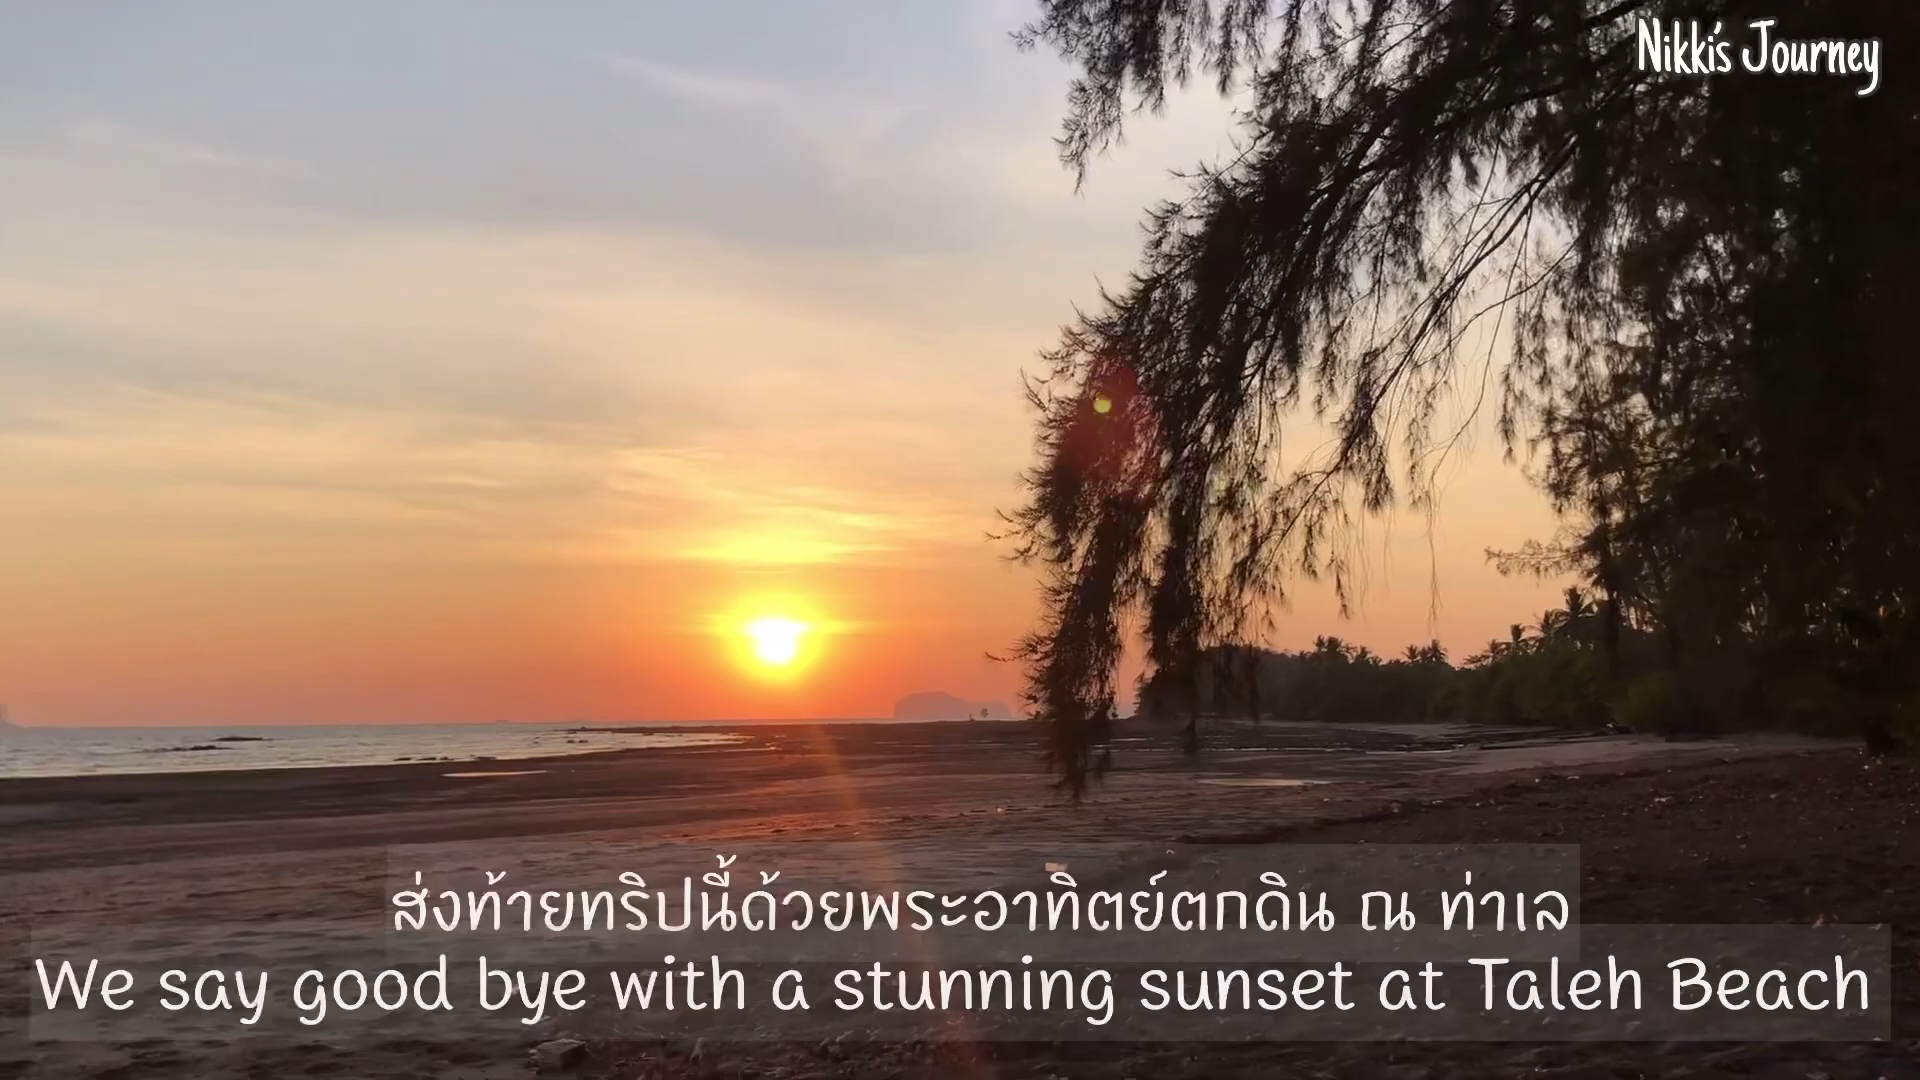 Nikki's Journey
ส่งท้ายทริปนี้ด้วยพระอาทิตย์ตกดิน ณ ท่าเล
We say good bye with a stunning sunset at Taleh Beach